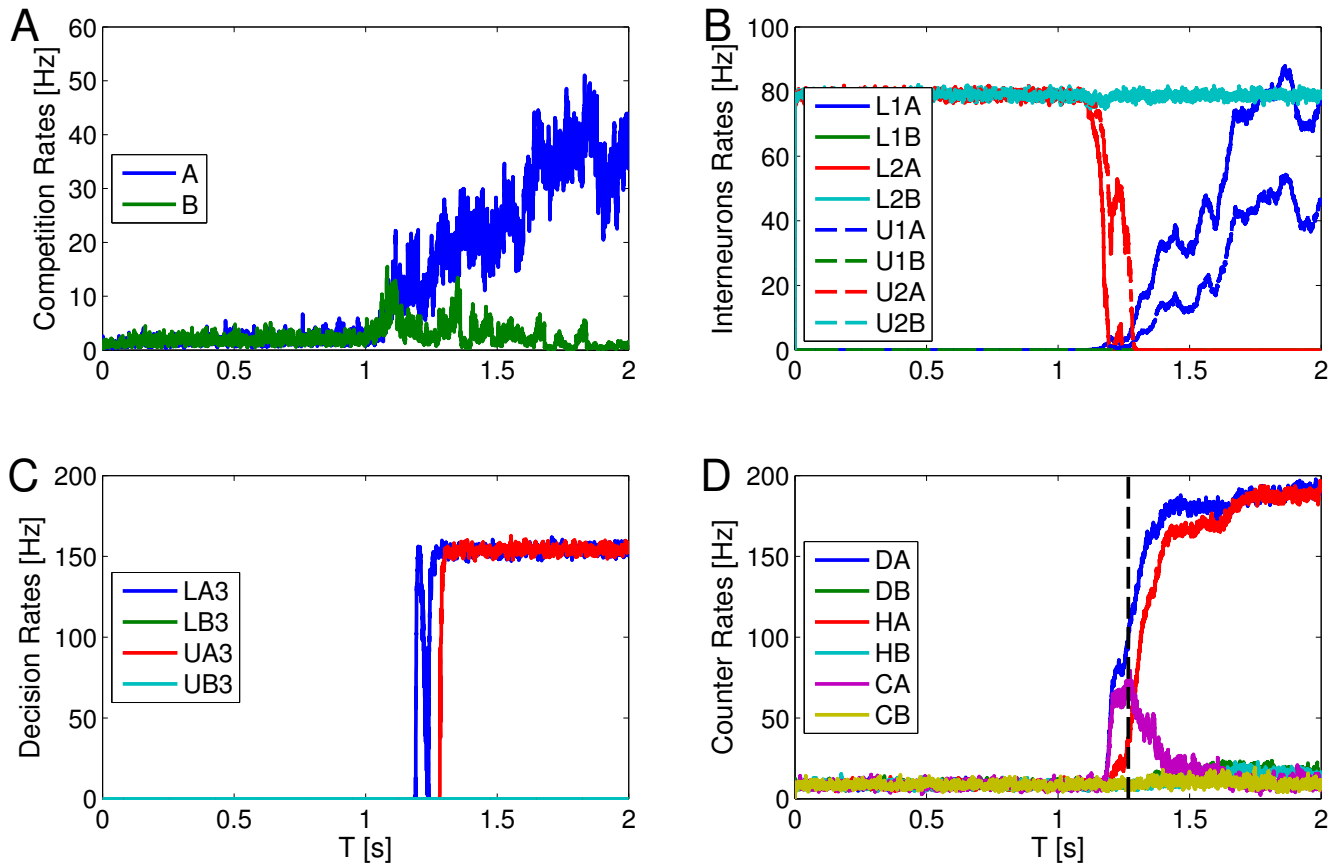 A
Competition Rates [Hz]
60
50
40
30
20
10
0
A
B
0 0.5 1 1.5 2
B
Interneurons Rates [Hz]
100
80
60
40
20
0
L1A
L1B
L2A
L2B
U1A
U1B
U2A
U2B
0 0.5 1 1.5 2
C
Decision Rates [Hz]
200
150
100
50
0
LA3
LB3
UA3
UB3
0 0.5 1 1.5 2
T [s]
D
Counter Rates [Hz]
200
150
100
50
0
DA
DB
HA
HB
CA
CB
0 0.5 1 1.5 2
T [s]